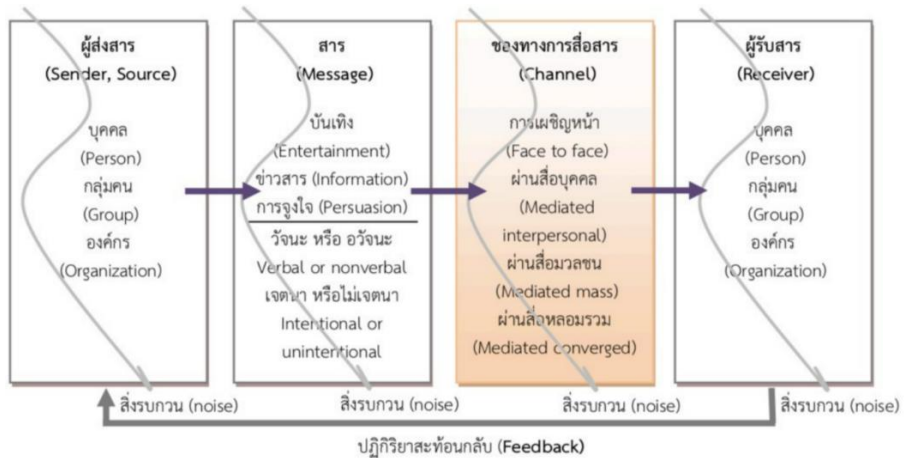 ผู้ส่งสาร
(Sender, Source)
บุคคล
(Person)
กลุ่มคน
(Group)
องค์กร
(Organization)
สาร
(Message)
บันเทิง
(Entertainment)
ข่าวสาร (Information)
การจูงใจ (Persuasion)
วัจนะ หรือ อวัจนะ
Verbal or nonverbal
เจตนา หรือไม่เจตนา
Intentional or
unintentional
ช่องทางการสื่อสาร
(Channel)
การเผชิญหน้า
(Face to face)
ผ่านสื่อบุคคล
(Mediated
interpersonal)
ผ่านสื่อมวลชน
(Mediated mass)
ผ่านสื่อหลอมรวม
(Mediated converged)
ผู้รับสาร
(Receiver)
บุคคล
(Person)
กลุ่มคน
(Group)
องค์กร
(Organization)
สิ่งรบกวน (noise)
สิ่งรบกวน (noise)
สิ่งรบกวน (noise)
สิ่งรบกวน (noise)
ปฏิกิริยาสะท้อนกลับ (Feedback)